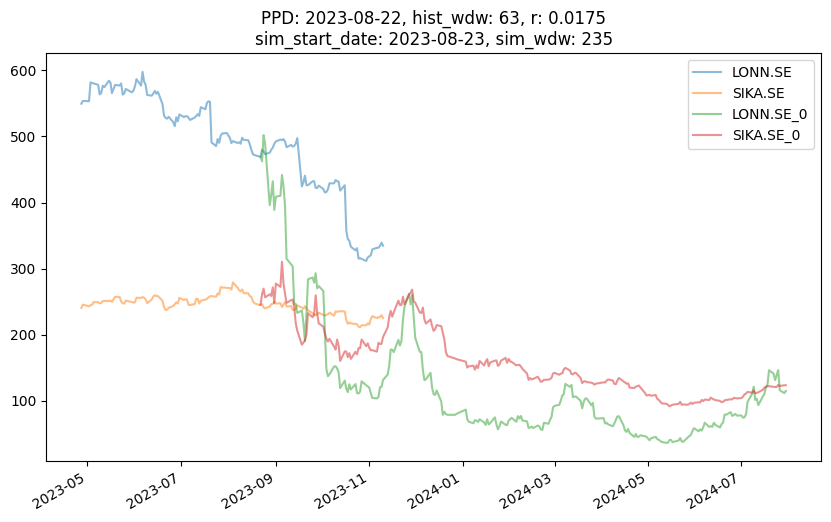 PPD: 2023-08-22, hist_wdw: 63, r: 0.0175
sim_start_date: 2023-08-23, sim_wdw: 235
LONN.SE
SIKA.SE
LONN.SE_0
SIKA.SE_0
600
500
400
300
200
100
2023-05
2023-07
2023-09
2023-11
2024-01
2024-03
2024-05
2024-07